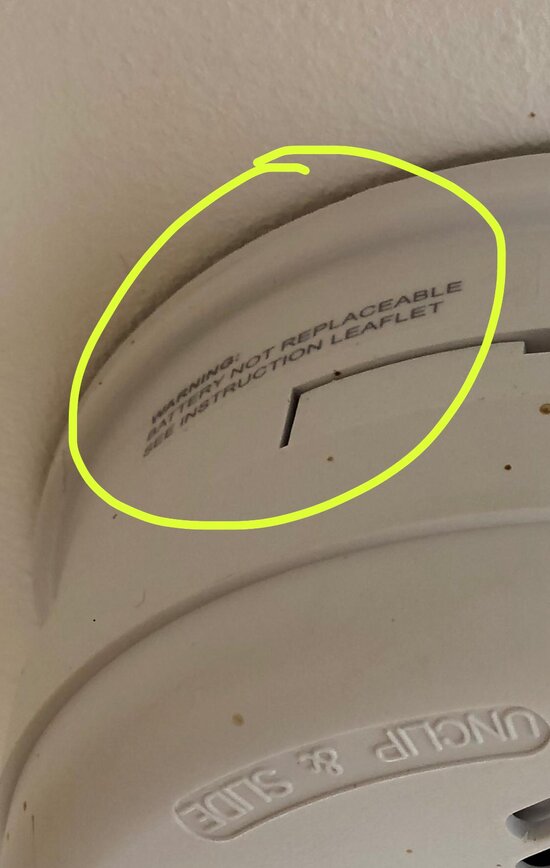 WARNING:
BATTERY NOT REPLACEABLE
SEE INSTRUCTION LEAFLET
UNCLIP & SLIDE